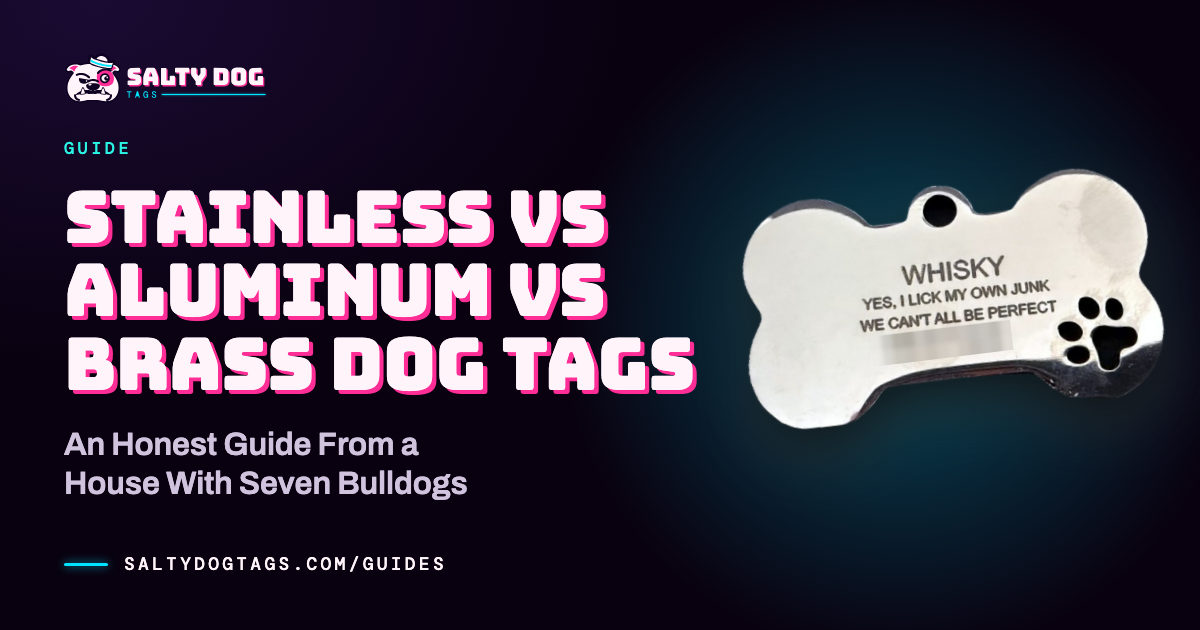 SALTY DOG
TAGS
GUIDE
STAINLESS VS
ALUMINUM VS
BRASS DOG TAGS
An Honest Guide From a
House With Seven Bulldogs
SALTYDOGTAGS.COM/GUIDES
WHISKY
YES, I LICK MY OWN JUNK
WE CAN'T ALL BE PERFECT